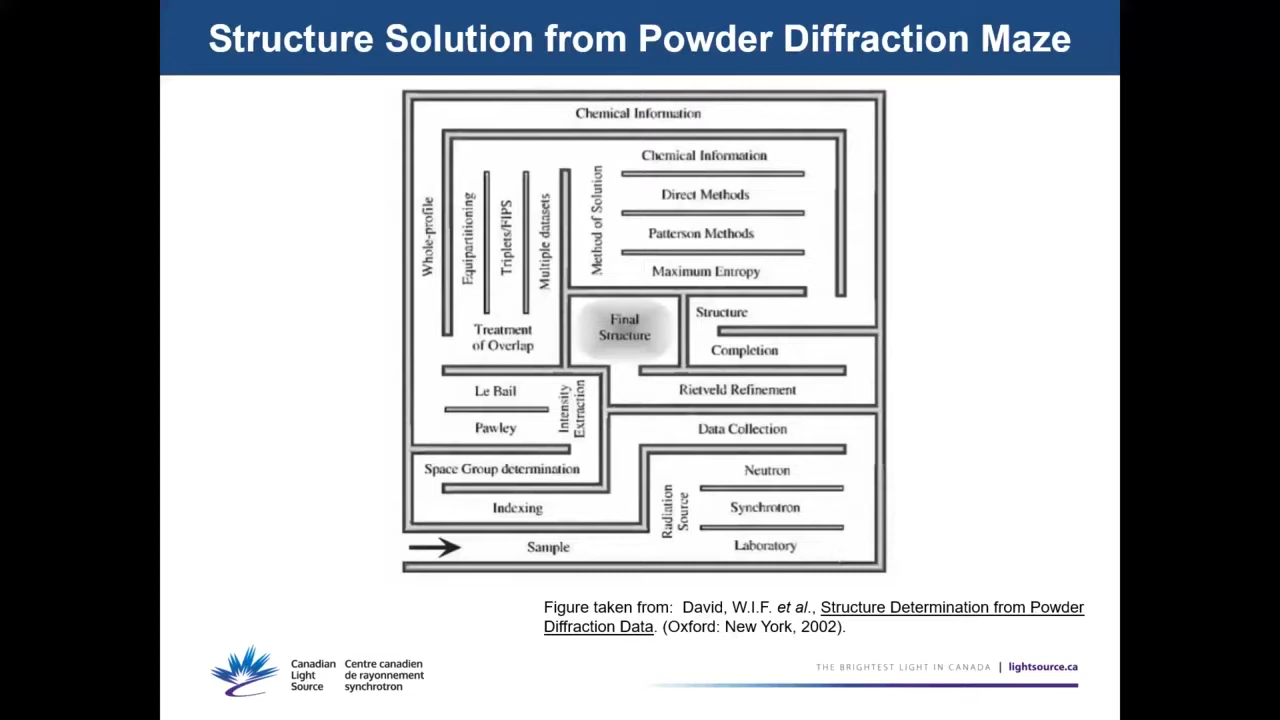 Structure Solution from Powder Diffraction Maze
Chemical Information
Whole-profile
Equipartitioning
Triplets/FIPS
Multiple datasets
Method of Solution
Chemical Information
Direct Methods
Patterson Methods
Maximum Entropy
Treatment
of Overlap
Final
Structure
Structure
Completion
Le Bail
Pawley
Intensity
Extraction
Rietveld Refinement
Data Collection
Space Group determination
Indexing
Radiation
Source
Neutron
Synchrotron
Laboratory
Sample
Figure taken from: David, W.I.F. et al., Structure Determination from Powder
Diffraction Data. (Oxford: New York, 2002).
Canadian
Light
Source
Centre canadien
de rayonnement
synchrotron
THE BRIGHTEST LIGHT IN CANADA | lightsource.ca